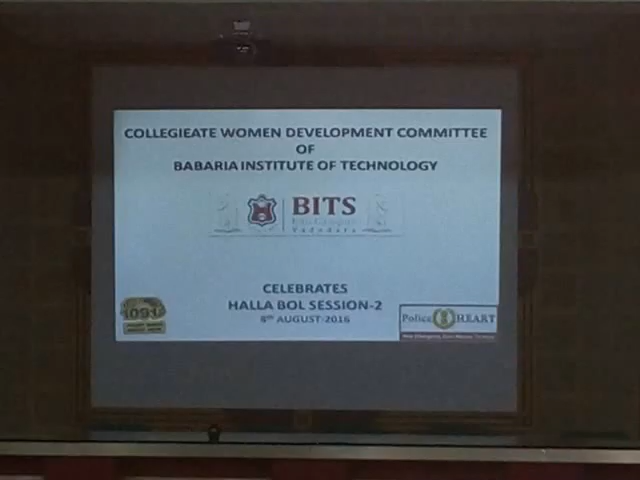 COLLEGIEATE WOMEN DEVELOPMENT COMMITTEE
OF
BABARIA INSTITUTE OF TECHNOLOGY
BITS
Vadodara
CELEBRATES
HALLA BOL SESSION-2
8TH AUGUST-2016
1091
Police HEART